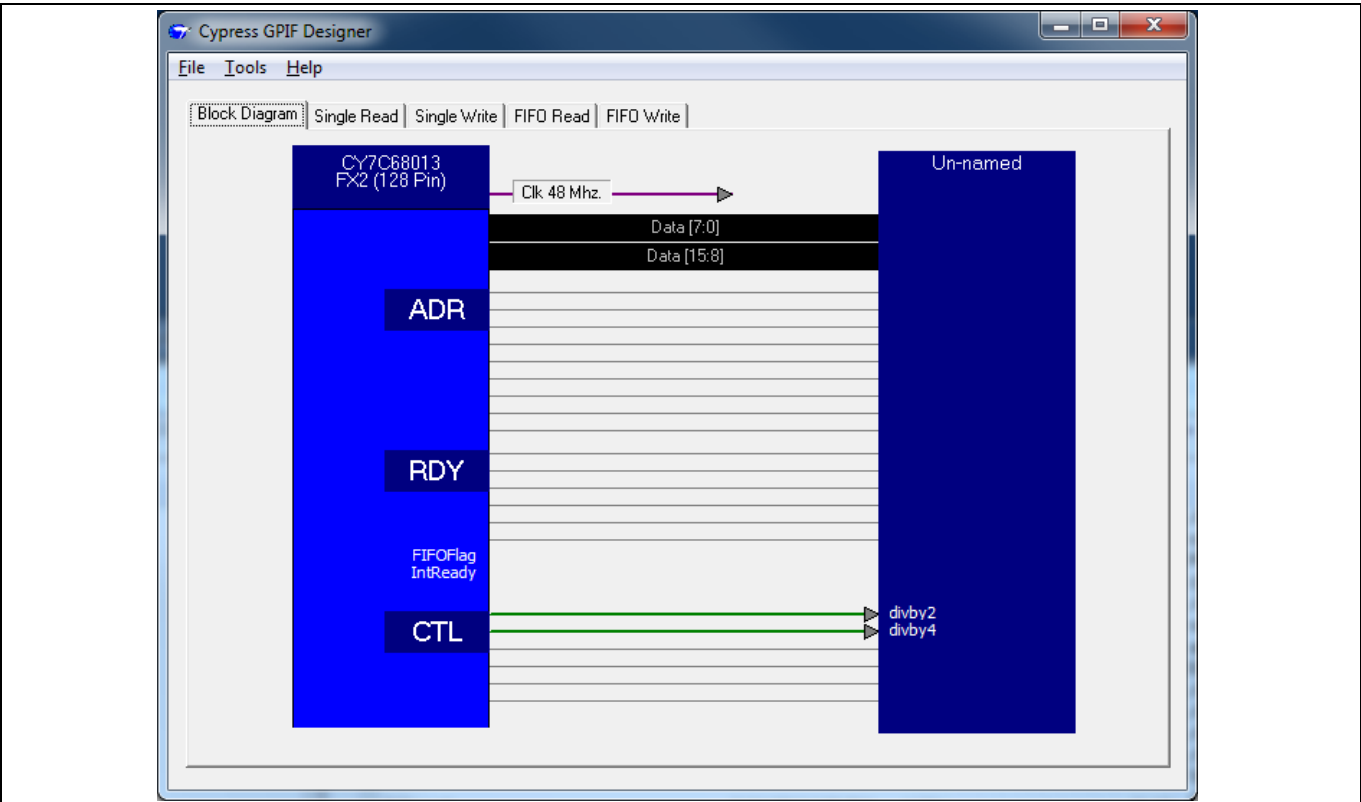 Cypress GPIF Designer
File Tools Help
Block Diagram Single Read Single Write FIFO Read FIFO Write
CY7C68013
FX2 (128 Pin)
Un-named
Clk 48 Mhz.
Data [7:0]
Data [15:8]
ADR
RDY
FIFOFlag
IntReady
CTL
divby2
divby4